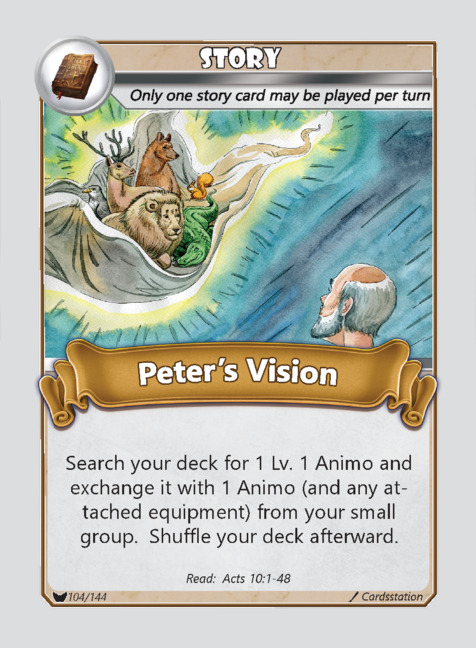 STORY
Only one story card may be played per turn
Peter's Vision
Search your deck for 1 Lv. 1 Animo and
exchange it with 1 Animo (and any at-
tached equipment) from your small
group.  Shuffle your deck afterward.
Read:  Acts 10:1-48
104/144
Cardsstation